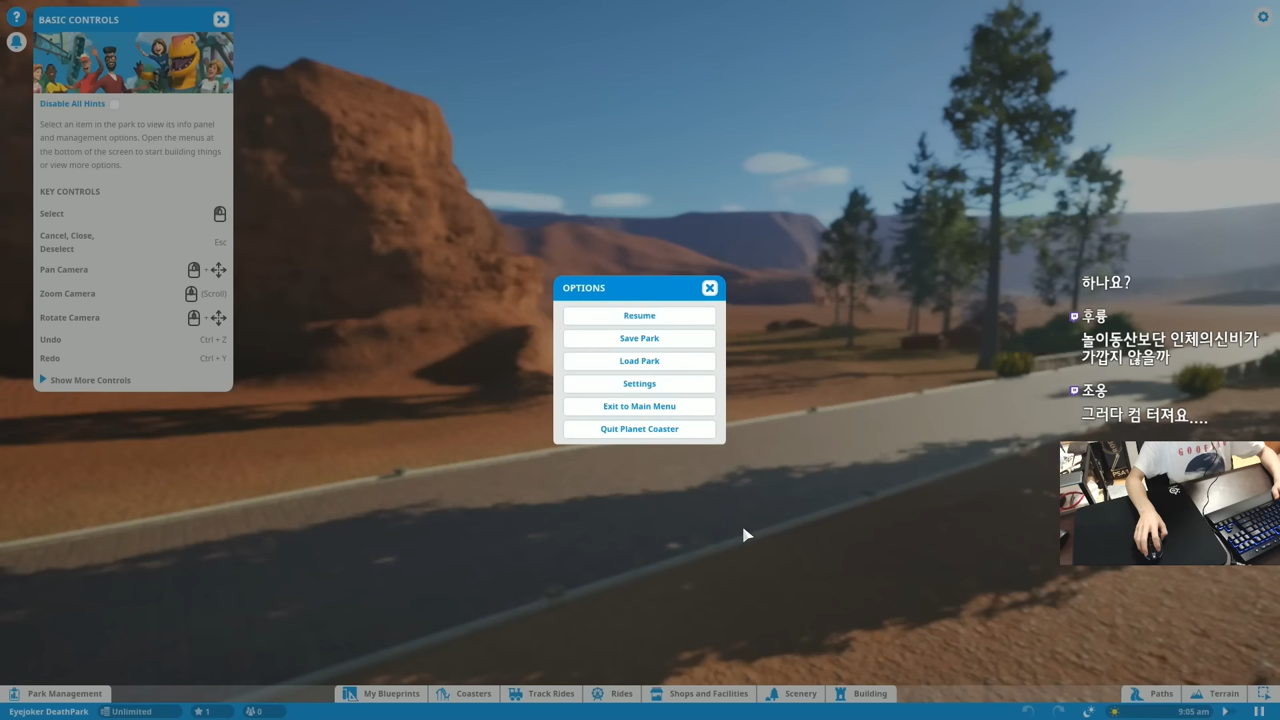 BASIC CONTROLS
Disable All Hints
Select an item in the park to view its info panel
and management options. Open the menus at
the bottom of the screen to start building things
or view more options.
KEY CONTROLS
Select
Cancel, Close,
Deselect
Esc
Pan Camera
+
Zoom Camera
(Scroll)
Rotate Camera
+
Undo
Ctrl + Z
Redo
Ctrl + Y
Show More Controls
OPTIONS
Resume
Save Park
Load Park
Settings
Exit to Main Menu
Quit Planet Coaster
하나요?
후룽
놀이동산보단 인체의신비가
가깝지 않을까
조웅
그러다 컴 터져요....
Park Management
My Blueprints
Coasters
Track Rides
Rides
Shops and Facilities
Scenery
Building
Paths
Terrain
Eyejoker DeathPark
Unlimited
1
0
9:05 am